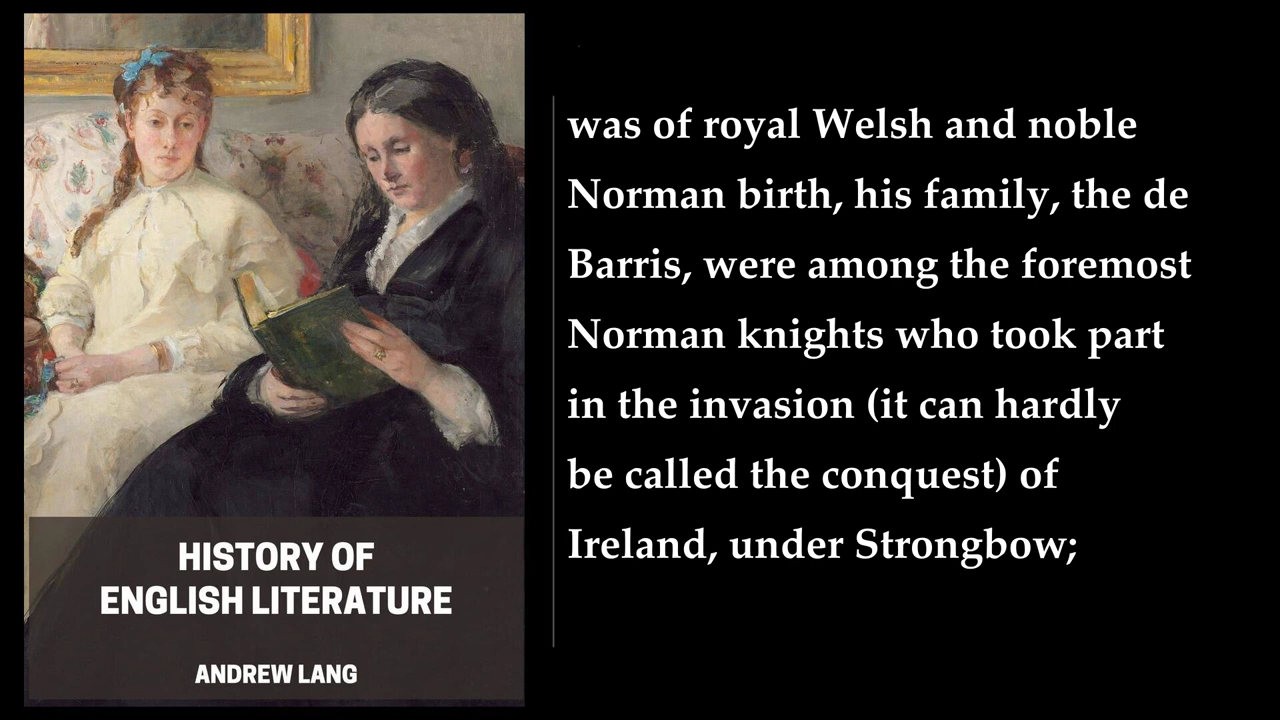 HISTORY OF
ENGLISH LITERATURE
ANDREW LANG
was of royal Welsh and noble
Norman birth, his family, the de
Barris, were among the foremost
Norman knights who took part
in the invasion (it can hardly
be called the conquest) of
Ireland, under Strongbow;